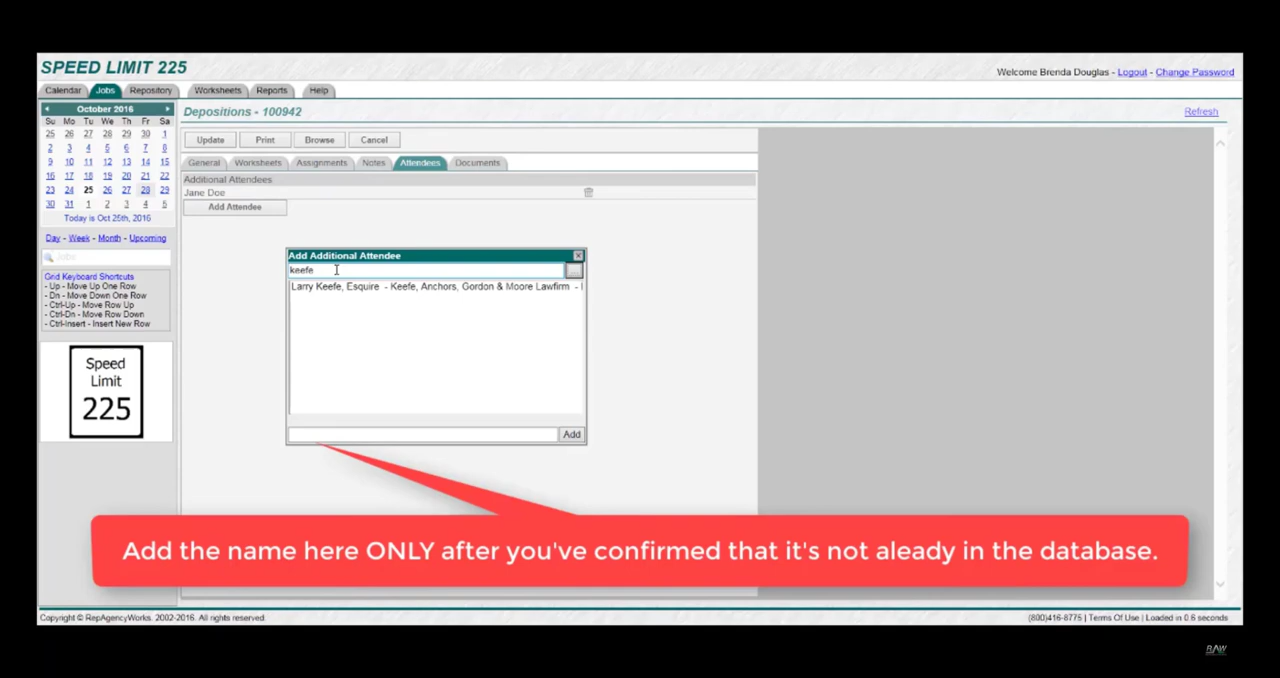 SPEED LIMIT 225
Welcome Brenda Douglas - Logout - Change Password
Calendar Jobs Repository Worksheets Reports Help
October 2016
Su Mo Tu We Th Fr Sa
25 26 27 28 29 30 1
2 3 4 5 6 7 8
9 10 11 12 13 14 15
16 17 18 19 20 21 22
23 24 25 26 27 28 29
30 31 1 2 3 4 5
Today is Oct 25th, 2016
Day - Week - Month - Upcoming
Jobs
Grid Keyboard Shortcuts
- Up - Move Up One Row
- Dn - Move Down One Row
- Ctrl-Up - Move Row Up
- Ctrl-Dn - Move Row Down
- Ctrl-Insert - Insert New Row
Speed
Limit
225
Depositions - 100942
Refresh
Update Print Browse Cancel
General Worksheets Assignments Notes Attendees Documents
Additional Attendees
Jane Doe
Add Attendee
Add Additional Attendee
keefe
...
Larry Keefe, Esquire - Keefe, Anchors, Gordon & Moore Lawfirm -
Add
Add the name here ONLY after you've confirmed that it's not aleady in the database.
Copyright © RepAgencyWorks. 2002-2016. All rights reserved.
(800)416-8775 | Terms Of Use | Loaded in 0.6 seconds
RAW